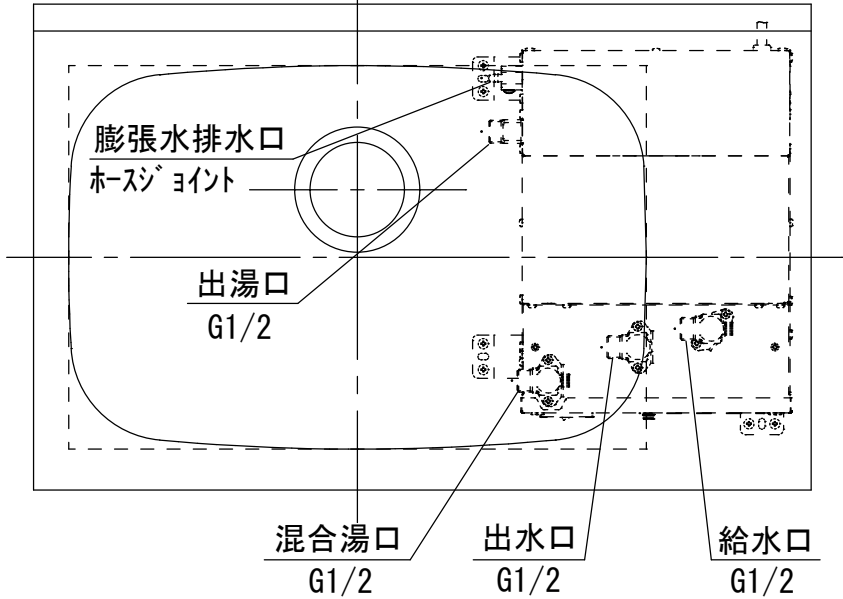 膨張水排水口
ﾎｰｽｼﾞｮｲﾝﾄ
出湯口
G1/2
混合湯口
G1/2
出水口
G1/2
給水口
G1/2